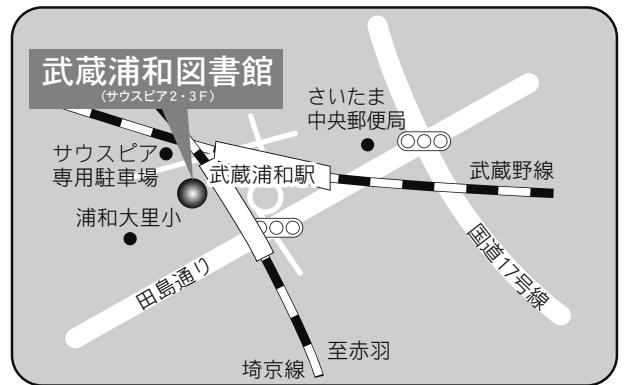 武蔵浦和図書館
(サウスピア2・3F)
さいたま
中央郵便局
サウスピア
専用駐車場
武蔵浦和駅
武蔵野線
浦和大里小
田島通り
国道17号線
至赤羽
埼京線